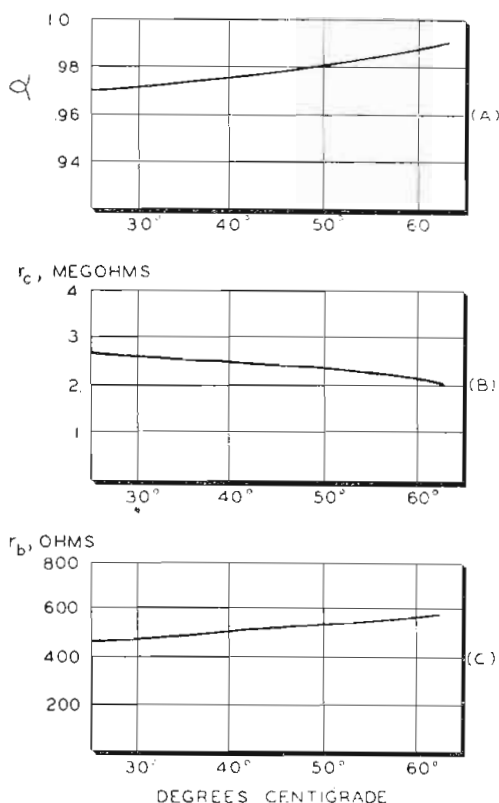 1.0
α .98
.96 (A)
.94
30° 40° 50° 60
r_c, MEGOHMS
4
3
2. (B)
1
30° 40° 50° 60°
r_b, OHMS
800
600
400 (C)
200
30° 40° 50° 60°
DEGREES CENTIGRADE